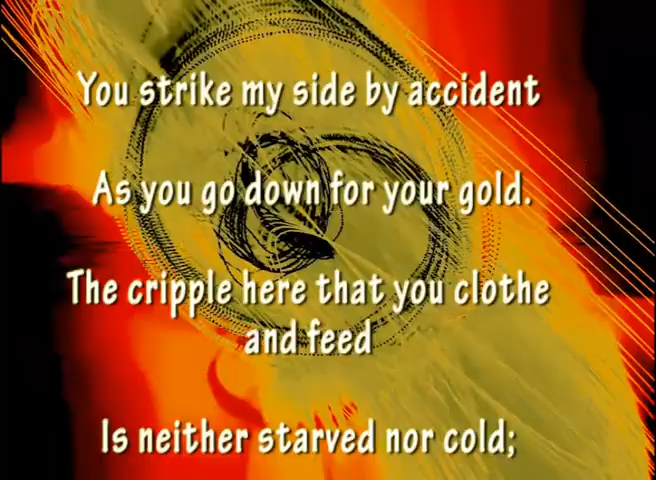 You strike my side by accident
As you go down for your gold.
The cripple here that you clothe
and feed
Is neither starved nor cold;